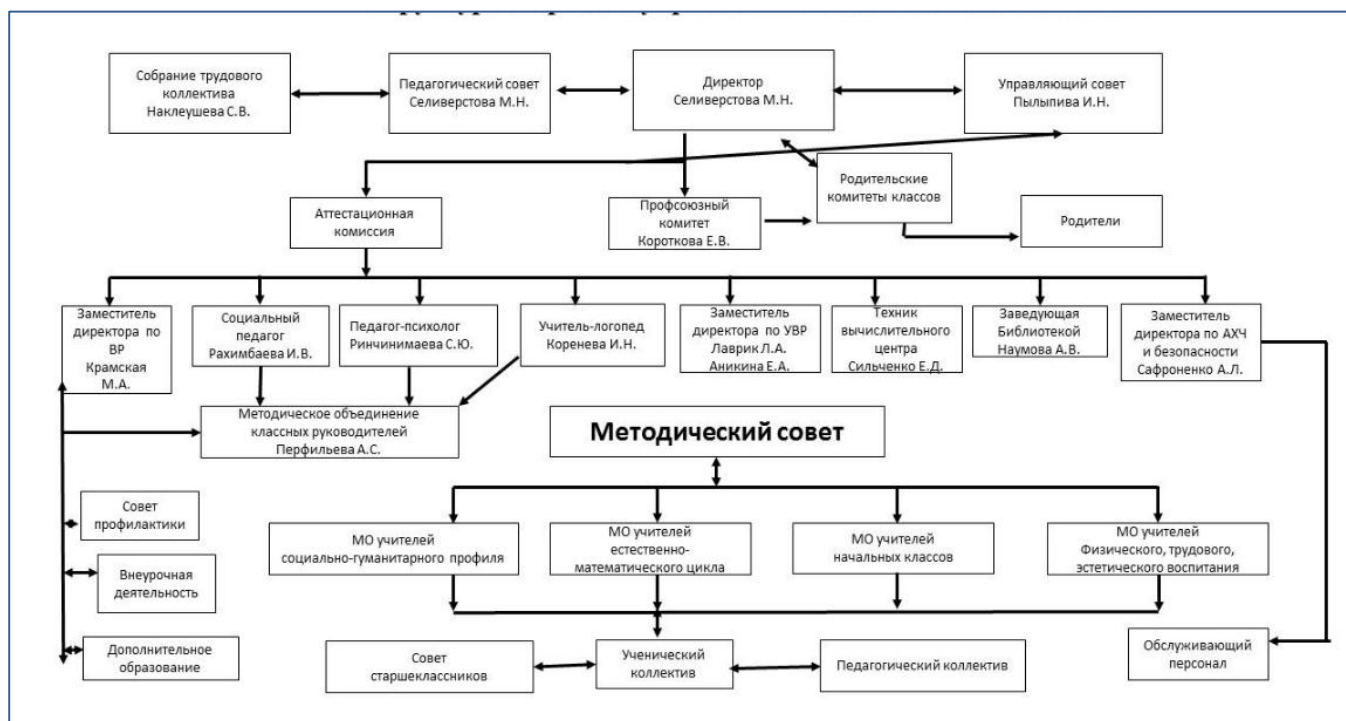 Собрание трудового
коллектива
Наклеушева С.В.
Педагогический совет
Селиверстова М.Н.
Директор
Селиверстова М.Н.
Управляющий совет
Пылыпива И.Н.
Аттестационная
комиссия
Профсоюзный
комитет
Короткова Е.В.
Родительские
комитеты классов
Родители
Заместитель
директора по
ВР
Крамская
М.А.
Социальный
педагог
Рахимбаева И.В.
Педагог-психолог
Ринчинимаева С.Ю.
Учитель-логопед
Коренева И.Н.
Заместитель
директора по УВР
Лаврик Л.А.
Аникина Е.А.
Техник
вычислительного
центра
Сильченко Е.Д.
Заведующая
Библиотекой
Наумова А.В.
Заместитель
директора по АХЧ
и безопасности
Сафроненко А.Л.
Методическое объединение
классных руководителей
Перфильева А.С.
Методический совет
Совет
профилактики
Внеурочная
деятельность
Дополнительное
образование
МО учителей
социально-гуманитарного профиля
МО учителей
естественно-
математического цикла
МО учителей
начальных классов
МО учителей
Физического, трудового,
эстетического воспитания
Совет
старшеклассников
Ученический
коллектив
Педагогический коллектив
Обслуживающий
персонал